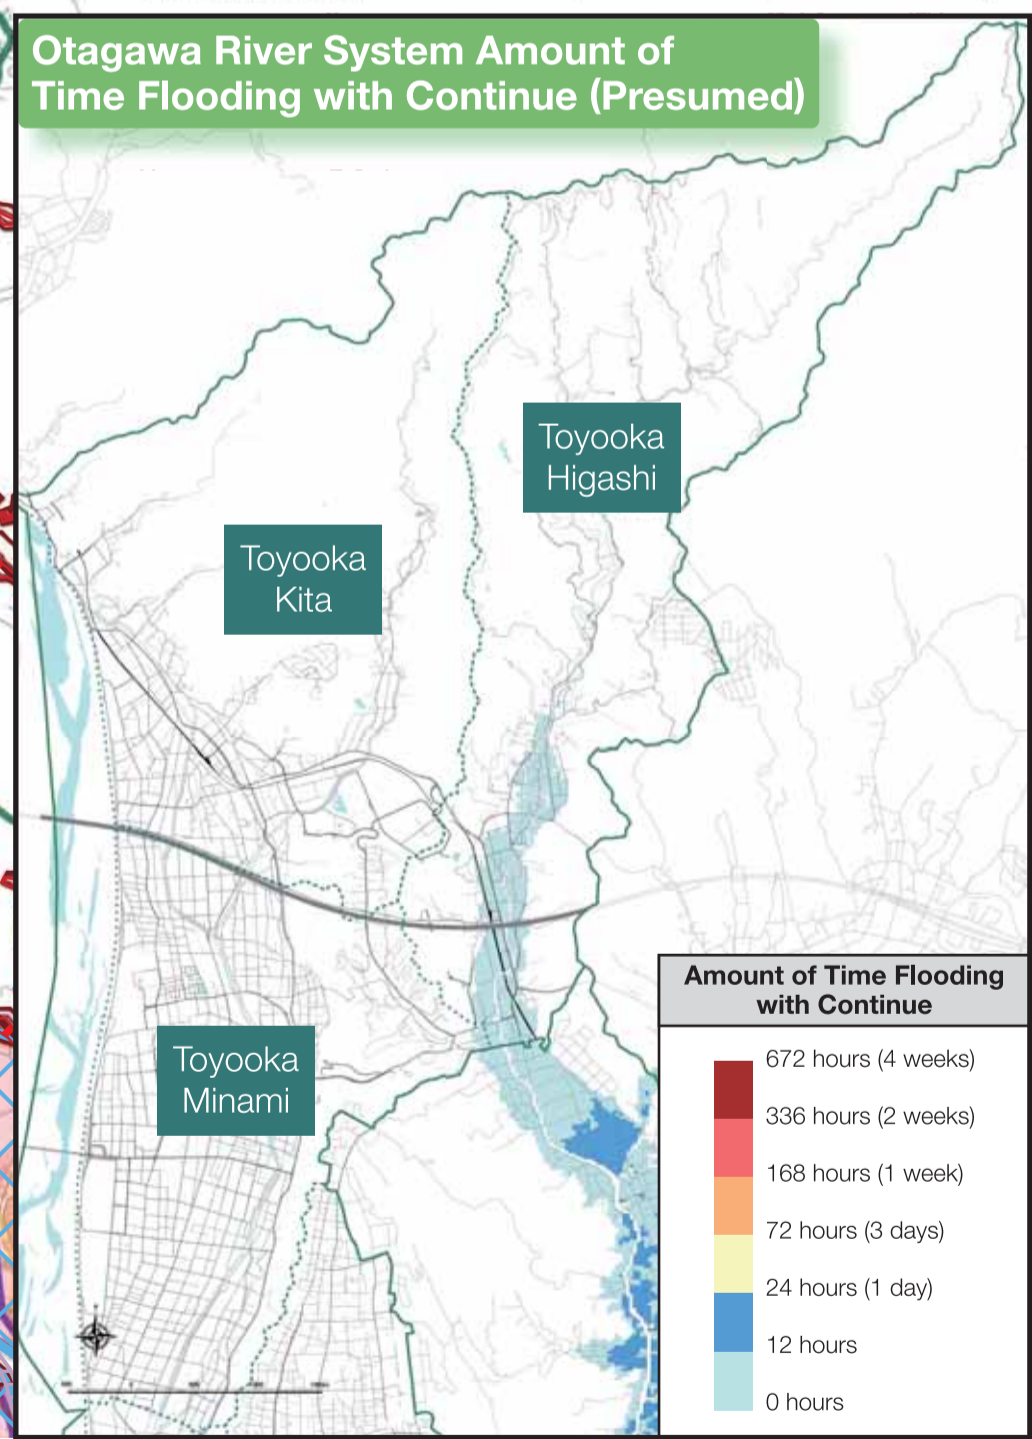 Otagawa River System Amount of
Time Flooding with Continue (Presumed)
Toyooka
Higashi
Toyooka
Kita
Toyooka
Minami
Amount of Time Flooding
with Continue
672 hours (4 weeks)
336 hours (2 weeks)
168 hours (1 week)
72 hours (3 days)
24 hours (1 day)
12 hours
0 hours